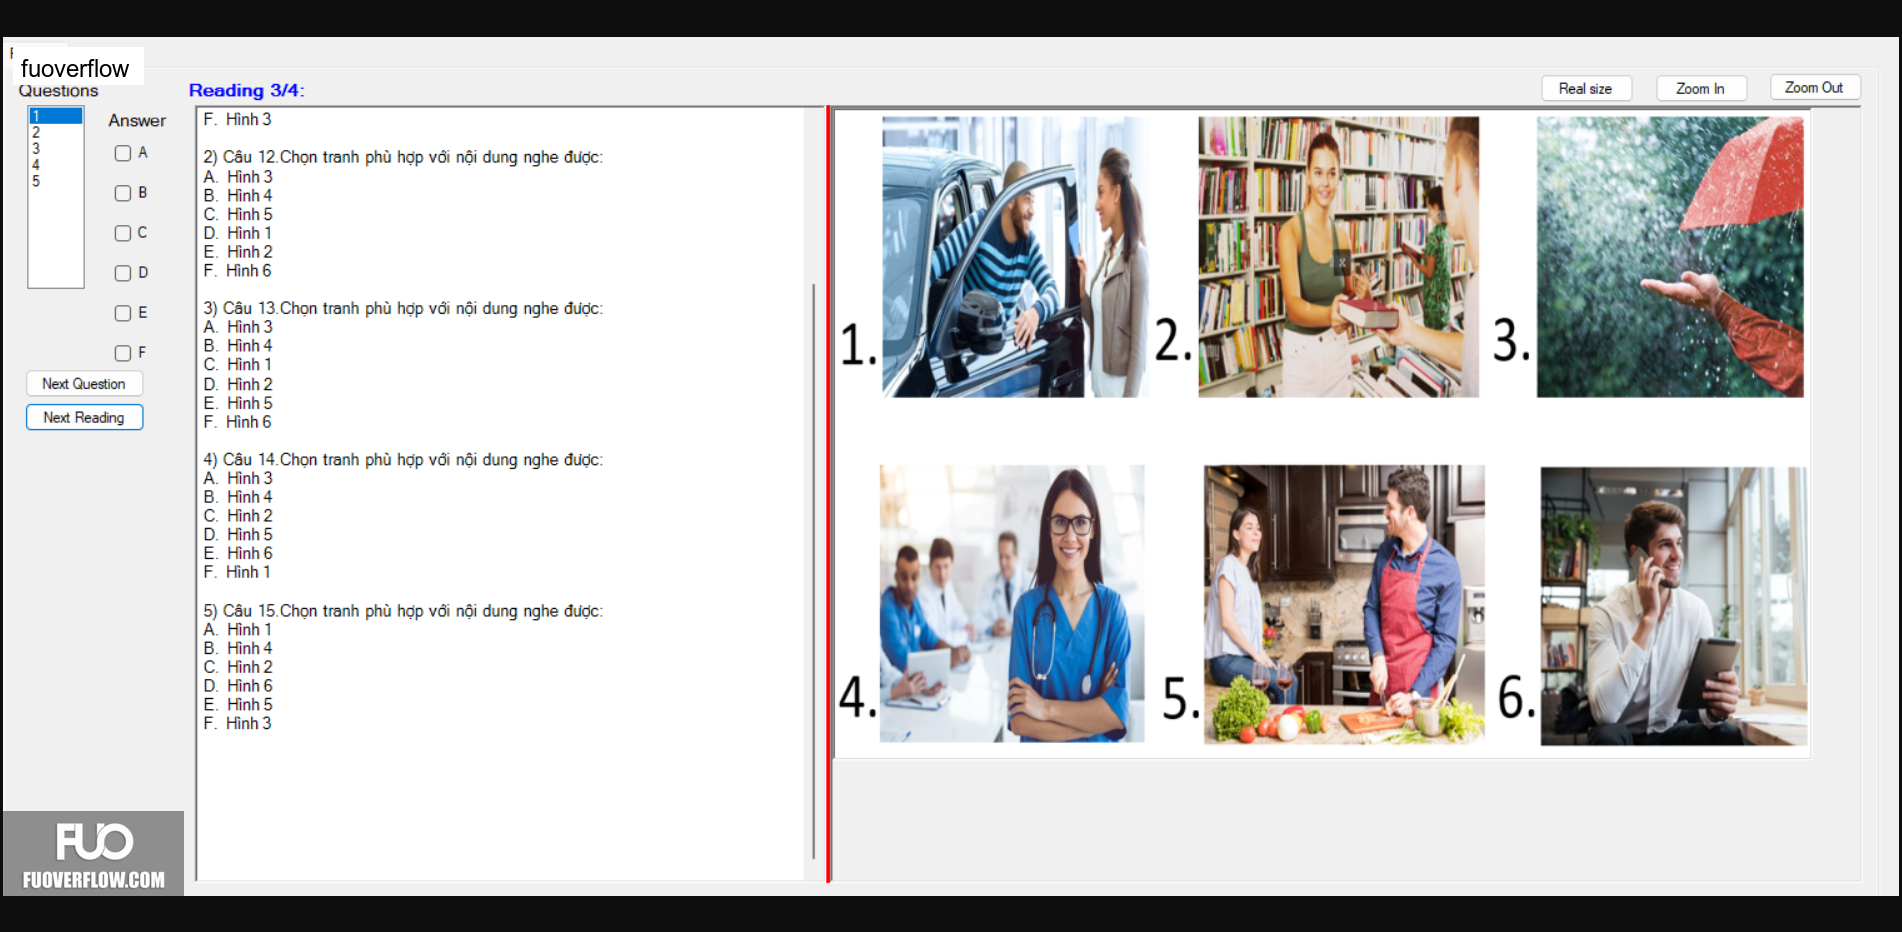 fuoverflow
Questions
Reading 3/4:
Real size
Zoom In
Zoom Out
1
2
3
4
5
Answer
A
B
C
D
E
F
Next Question
Next Reading
F. Hình 3
2) Câu 12.Chọn tranh phù hợp với nội dung nghe được:
A. Hình 3
B. Hình 4
C. Hình 5
D. Hình 1
E. Hình 2
F. Hình 6
3) Câu 13.Chọn tranh phù hợp với nội dung nghe được:
A. Hình 3
B. Hình 4
C. Hình 1
D. Hình 2
E. Hình 5
F. Hình 6
4) Câu 14.Chọn tranh phù hợp với nội dung nghe được:
A. Hình 3
B. Hình 4
C. Hình 2
D. Hình 5
E. Hình 6
F. Hình 1
5) Câu 15.Chọn tranh phù hợp với nội dung nghe được:
A. Hình 1
B. Hình 4
C. Hình 2
D. Hình 6
E. Hình 5
F. Hình 3
1.
2.
x
3.
4.
5.
6.
FUO
FUOVERFLOW.COM